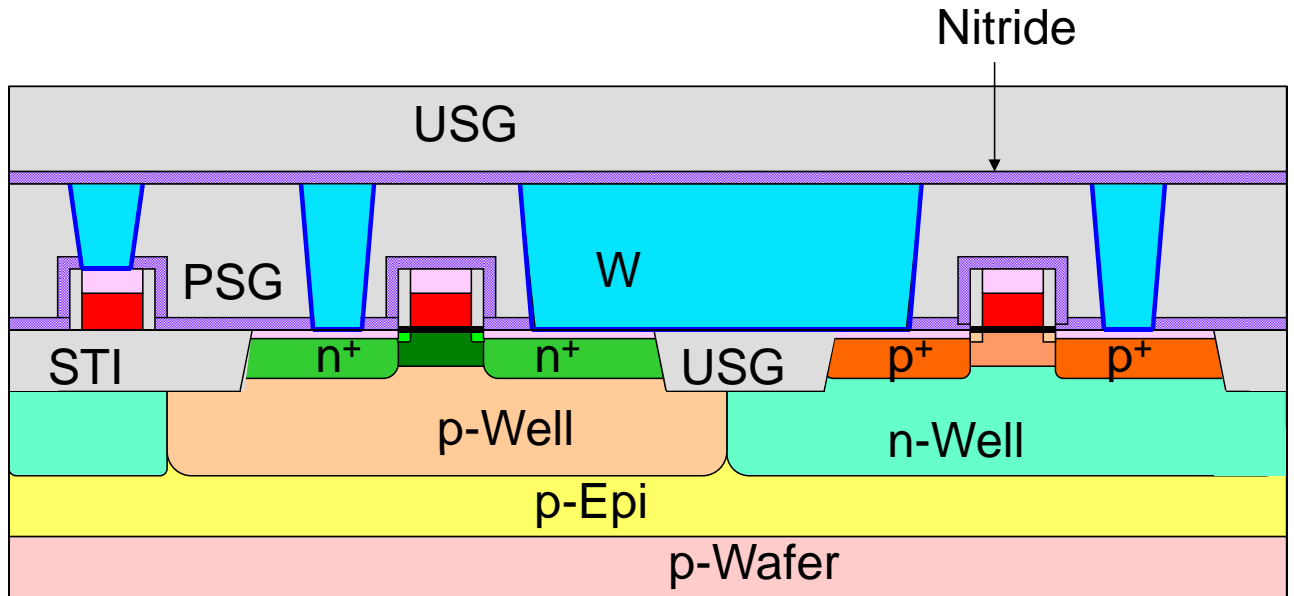 Nitride
USG
W
PSG
STI
n⁺
n⁺
USG
p⁺
p⁺
p-Well
n-Well
p-Epi
p-Wafer